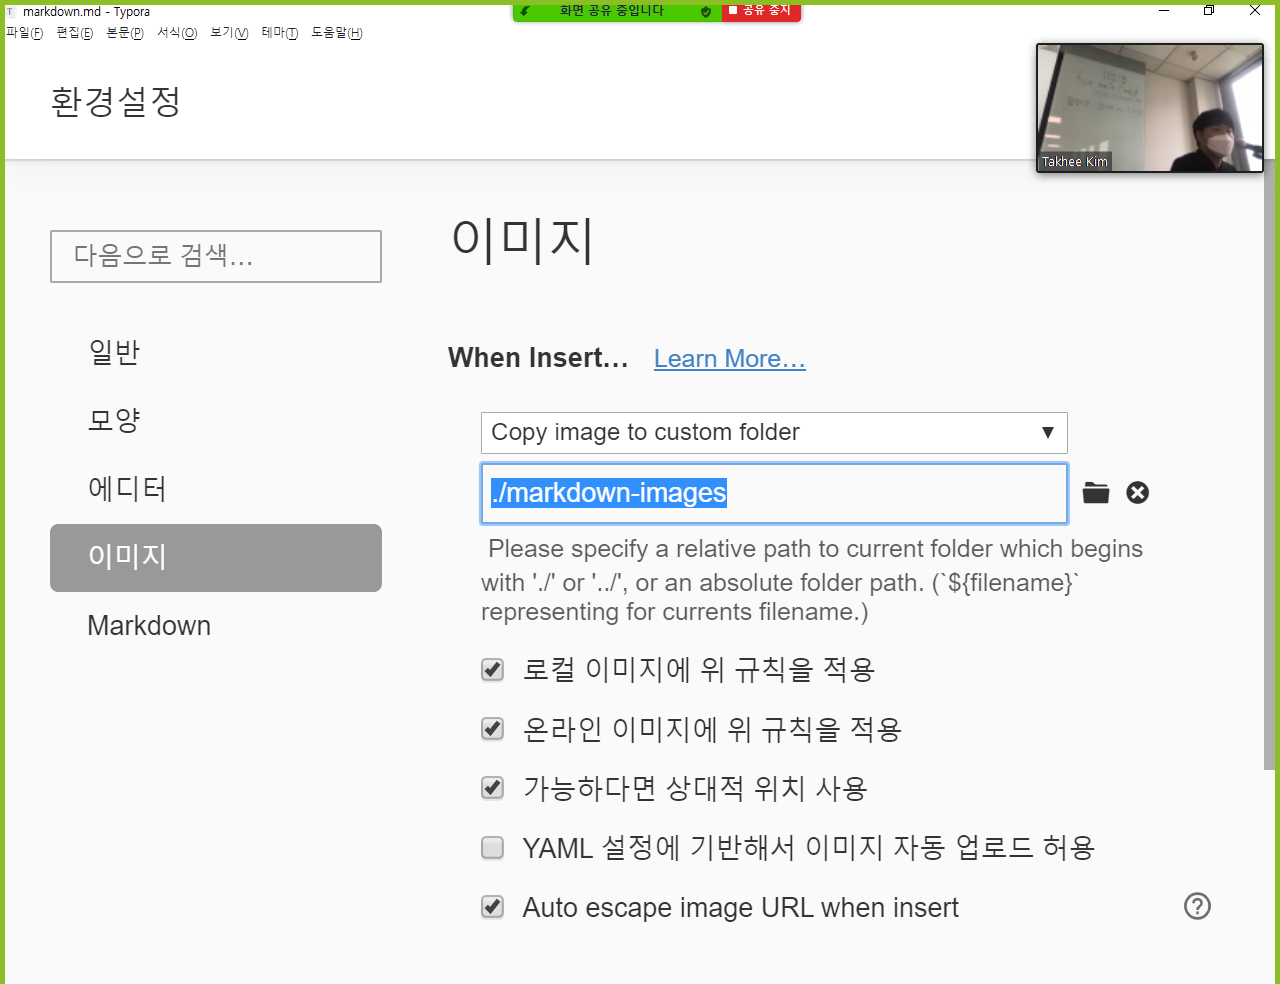 markdown.md - Typora
화면 공유 중입니다
공유 중지
파일(F) 편집(E) 본문(P) 서식(O) 보기(V) 테마(T) 도움말(H)
환경설정
Takhee Kim
다음으로 검색...
일반
모양
에디터
이미지
Markdown
이미지
When Insert... Learn More...
Copy image to custom folder
./markdown-images
Please specify a relative path to current folder which begins
with './' or '../', or an absolute folder path. (`${filename}`
representing for currents filename.)
로컬 이미지에 위 규칙을 적용
온라인 이미지에 위 규칙을 적용
가능하다면 상대적 위치 사용
YAML 설정에 기반해서 이미지 자동 업로드 허용
Auto escape image URL when insert